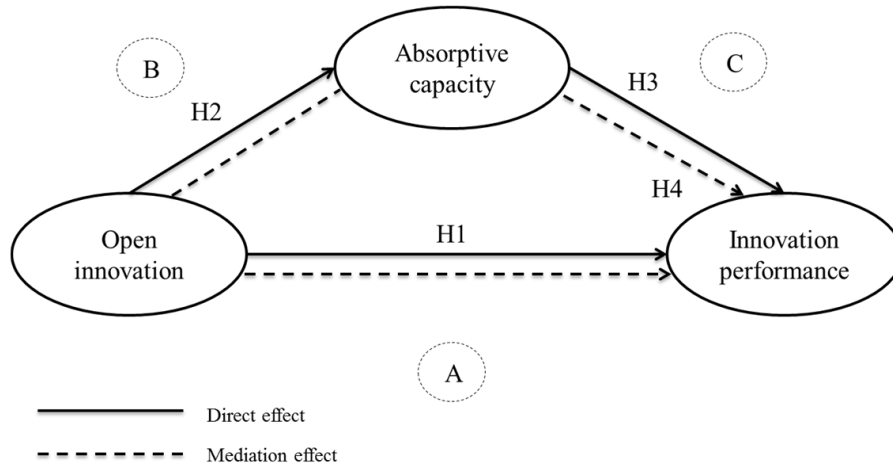 B
Absorptive
capacity
C
H2
H3
H4
Open
innovation
H1
Innovation
performance
A
Direct effect
Mediation effect